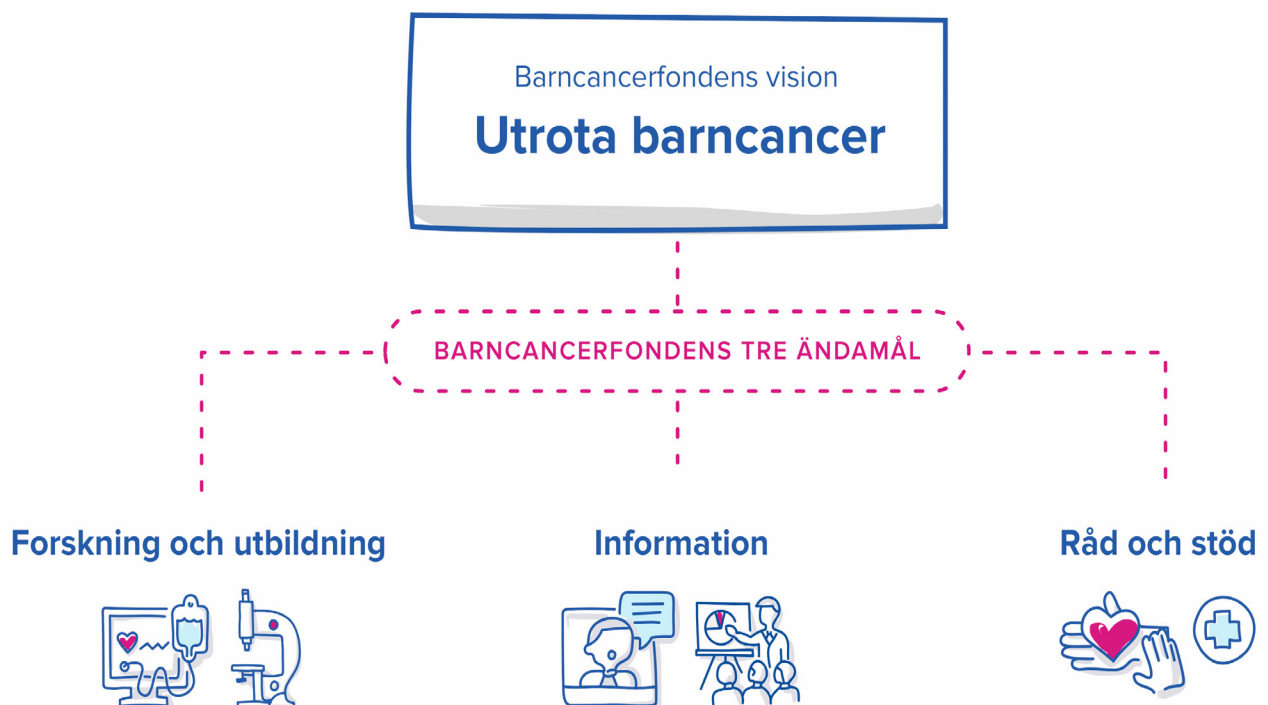 Barncancerfondens vision
Utrota barncancer
BARNCANCERFONDENS TRE ÄNDAMÅL
Forskning och utbildning
Information
Råd och stöd